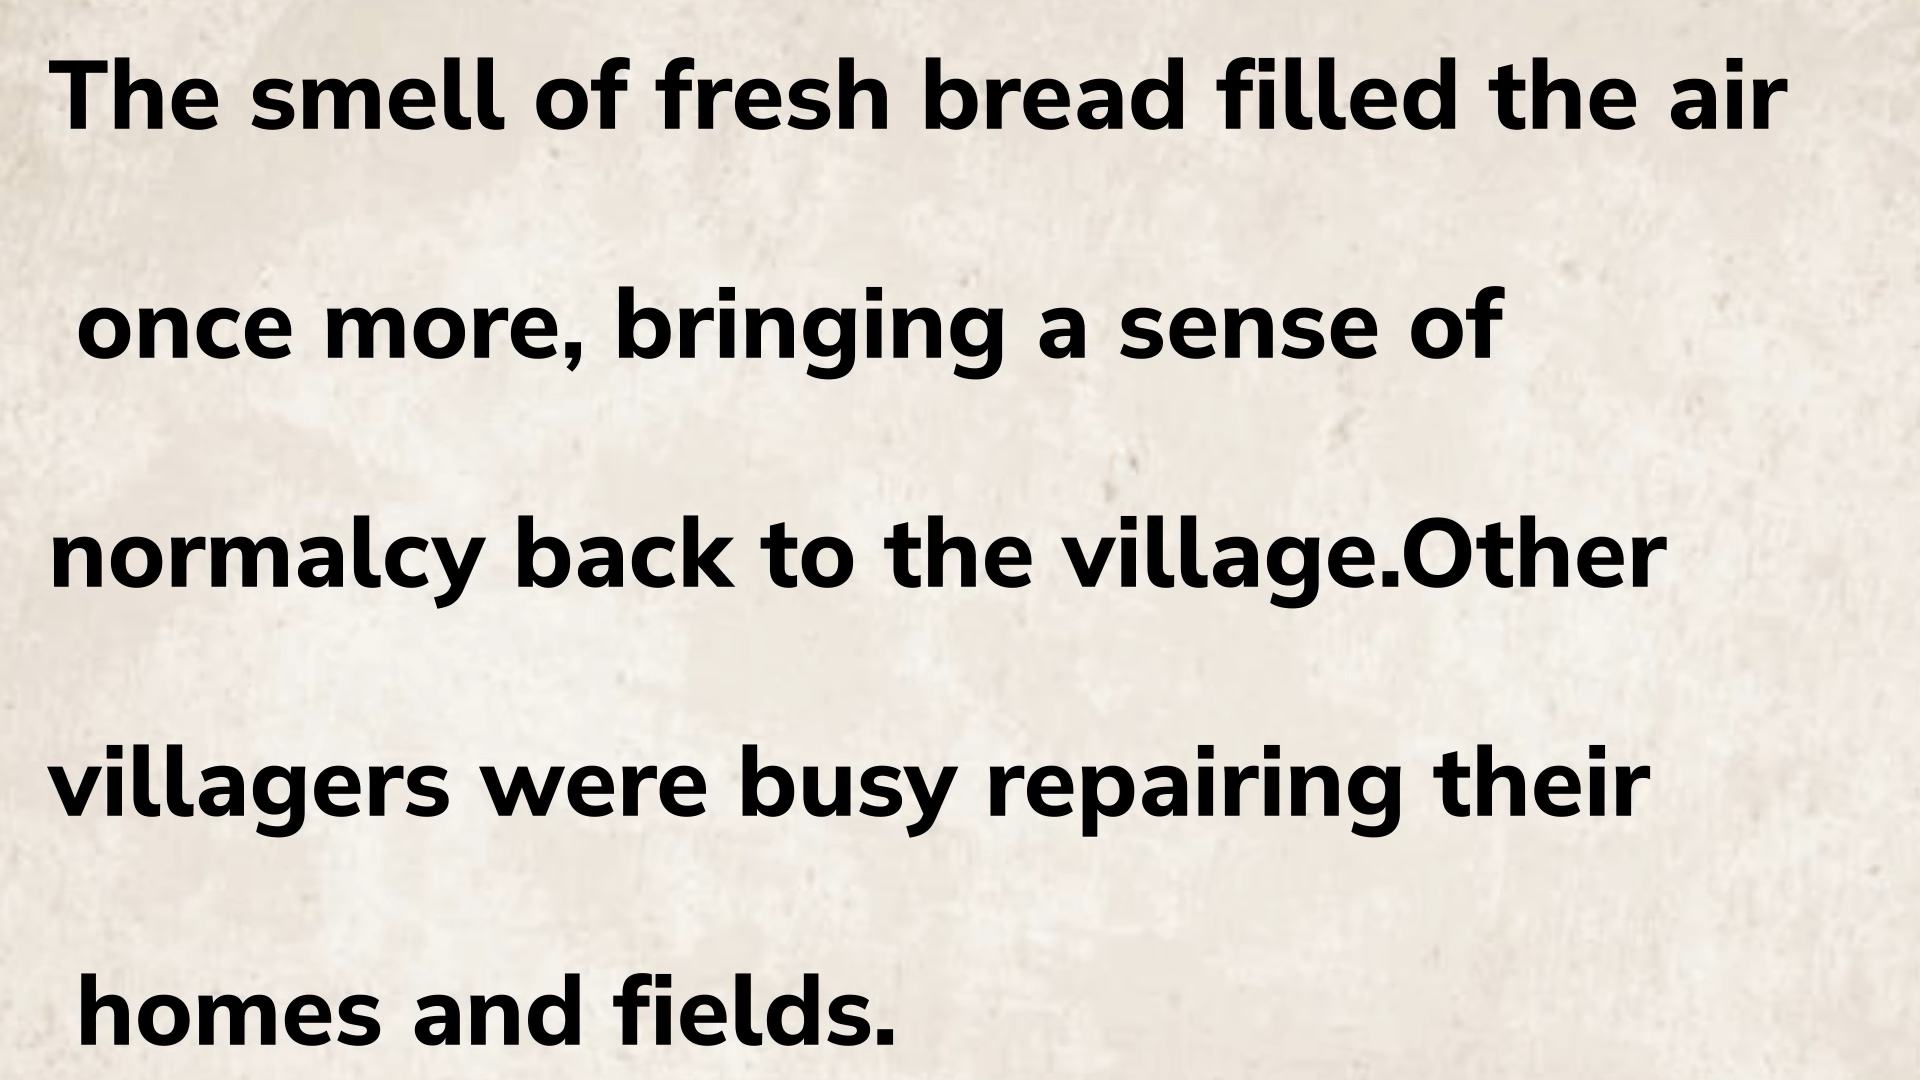 The smell of fresh bread filled the air
once more, bringing a sense of
normalcy back to the village.Other
villagers were busy repairing their
homes and fields.